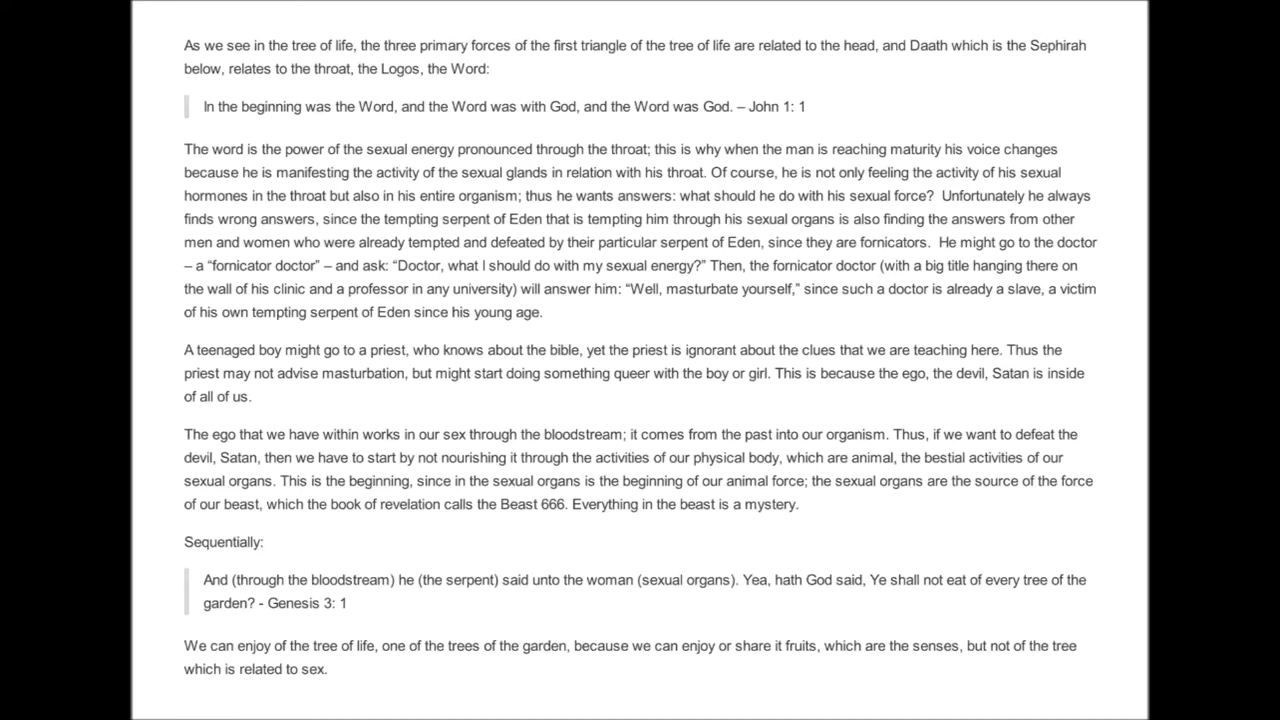 As we see in the tree of life, the three primary forces of the first triangle of the tree of life are related to the head, and Daath which is the Sephirah
below, relates to the throat, the Logos, the Word:
In the beginning was the Word, and the Word was with God, and the Word was God. – John 1: 1
The word is the power of the sexual energy pronounced through the throat; this is why when the man is reaching maturity his voice changes
because he is manifesting the activity of the sexual glands in relation with his throat. Of course, he is not only feeling the activity of his sexual
hormones in the throat but also in his entire organism; thus he wants answers: what should he do with his sexual force?  Unfortunately he always
finds wrong answers, since the tempting serpent of Eden that is tempting him through his sexual organs is also finding the answers from other
men and women who were already tempted and defeated by their particular serpent of Eden, since they are fornicators.  He might go to the doctor
– a “fornicator doctor” – and ask: “Doctor, what I should do with my sexual energy?” Then, the fornicator doctor (with a big title hanging there on
the wall of his clinic and a professor in any university) will answer him: “Well, masturbate yourself,” since such a doctor is already a slave, a victim
of his own tempting serpent of Eden since his young age.
A teenaged boy might go to a priest, who knows about the bible, yet the priest is ignorant about the clues that we are teaching here. Thus the
priest may not advise masturbation, but might start doing something queer with the boy or girl. This is because the ego, the devil, Satan is inside
of all of us.
The ego that we have within works in our sex through the bloodstream; it comes from the past into our organism. Thus, if we want to defeat the
devil, Satan, then we have to start by not nourishing it through the activities of our physical body, which are animal, the bestial activities of our
sexual organs. This is the beginning, since in the sexual organs is the beginning of our animal force; the sexual organs are the source of the force
of our beast, which the book of revelation calls the Beast 666. Everything in the beast is a mystery.
Sequentially:
And (through the bloodstream) he (the serpent) said unto the woman (sexual organs). Yea, hath God said, Ye shall not eat of every tree of the
garden? - Genesis 3: 1
We can enjoy of the tree of life, one of the trees of the garden, because we can enjoy or share it fruits, which are the senses, but not of the tree
which is related to sex.